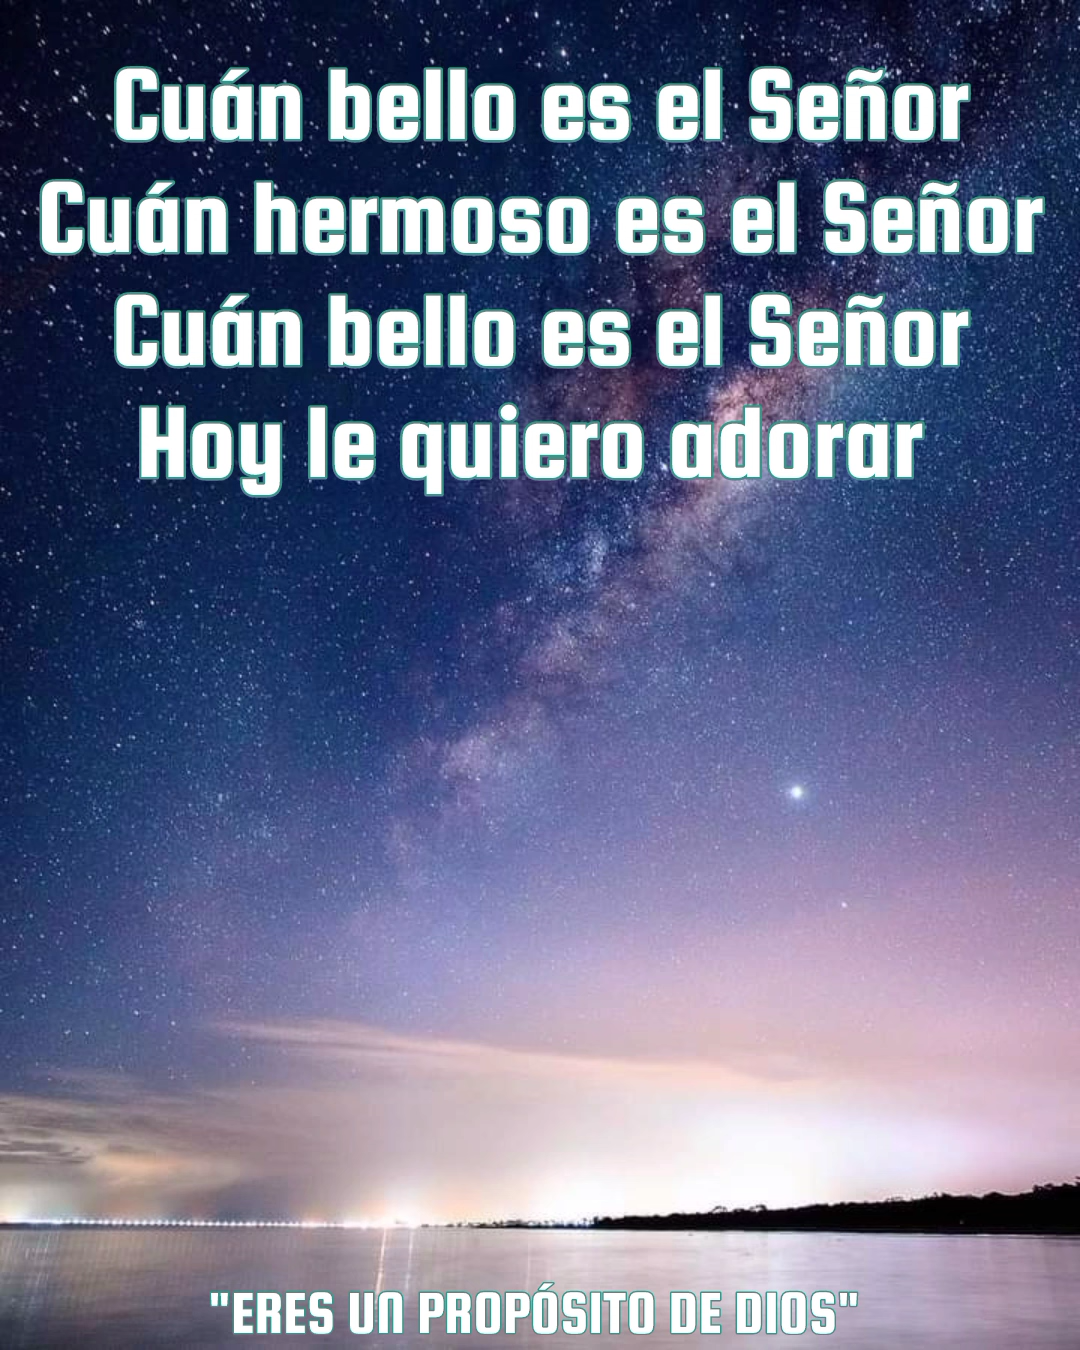 Cuán bello es el Señor
Cuán hermoso es el Señor
Cuán bello es el Señor
Hoy le quiero adorar
"ERES UN PROPÓSITO DE DIOS"